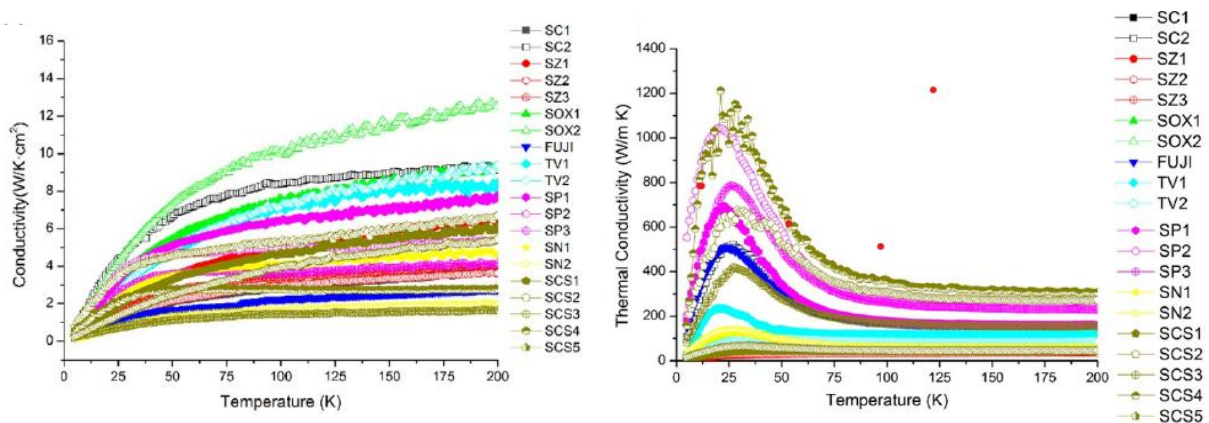 Conductivity(W/K·cm²)
16
14
12
10
8
6
4
2
0
0
25
50
75
100
125
150
175
200
Temperature (K)
SC1
SC2
SZ1
SZ2
SZ3
SOX1
SOX2
FUJI
TV1
TV2
SP1
SP2
SP3
SN1
SN2
SCS1
SCS2
SCS3
SCS4
SCS5
Thermal Conductivity (W/m K)
1400
1200
1000
800
600
400
200
0
0
25
50
75
100
125
150
175
200
Temperature (K)
SC1
SC2
SZ1
SZ2
SZ3
SOX1
SOX2
FUJI
TV1
TV2
SP1
SP2
SP3
SN1
SN2
SCS1
SCS2
SCS3
SCS4
SCS5